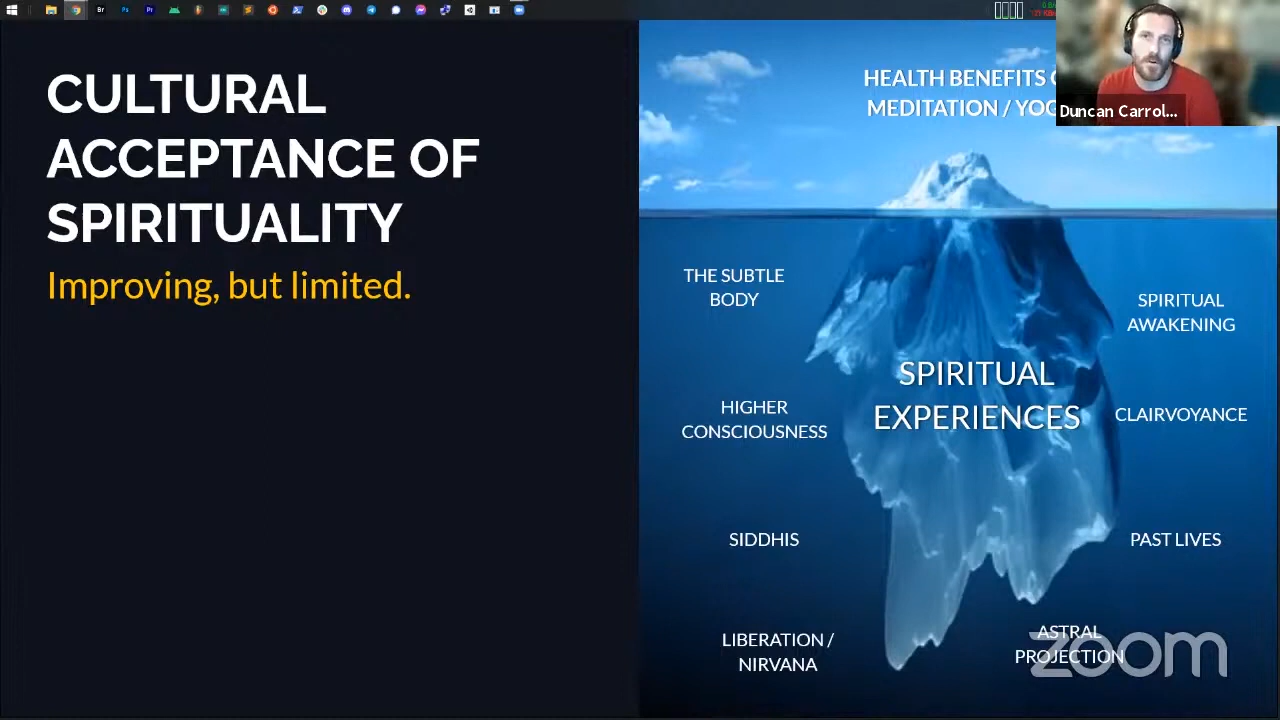 CULTURAL
ACCEPTANCE OF
SPIRITUALITY
Improving, but limited.
HEALTH BENEFITS
MEDITATION /
Duncan Carrol...
THE SUBTLE
BODY
SPIRITUAL
AWAKENING
SPIRITUAL
EXPERIENCES
HIGHER
CONSCIOUSNESS
CLAIRVOYANCE
SIDDHIS
PAST LIVES
LIBERATION /
NIRVANA
ASTRAL
PROJECTION
zoom